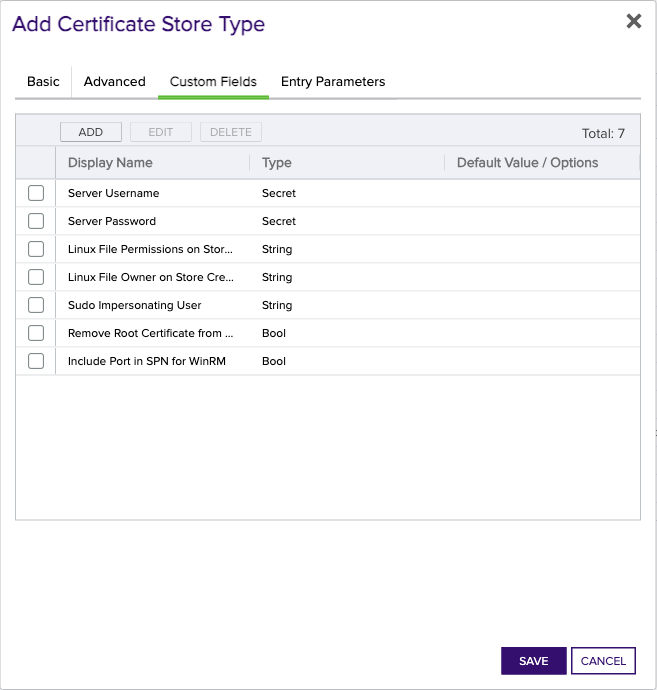 Add Certificate Store Type
Basic Advanced Custom Fields Entry Parameters
ADD EDIT DELETE Total: 7
Display Name Type Default Value / Options
Server Username Secret
Server Password Secret
Linux File Permissions on Stor... String
Linux File Owner on Store Cre... String
Sudo Impersonating User String
Remove Root Certificate from ... Bool
Include Port in SPN for WinRM Bool
SAVE CANCEL